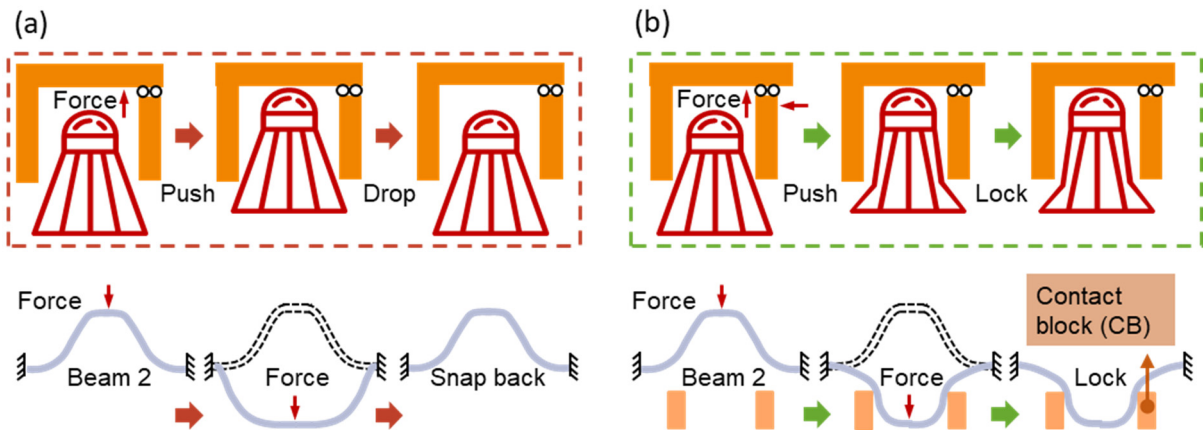 (a)
Force
Push
Drop
Force
Beam 2
Force
Snap back
(b)
Force
Push
Lock
Force
Beam 2
Force
Contact
block (CB)
Lock